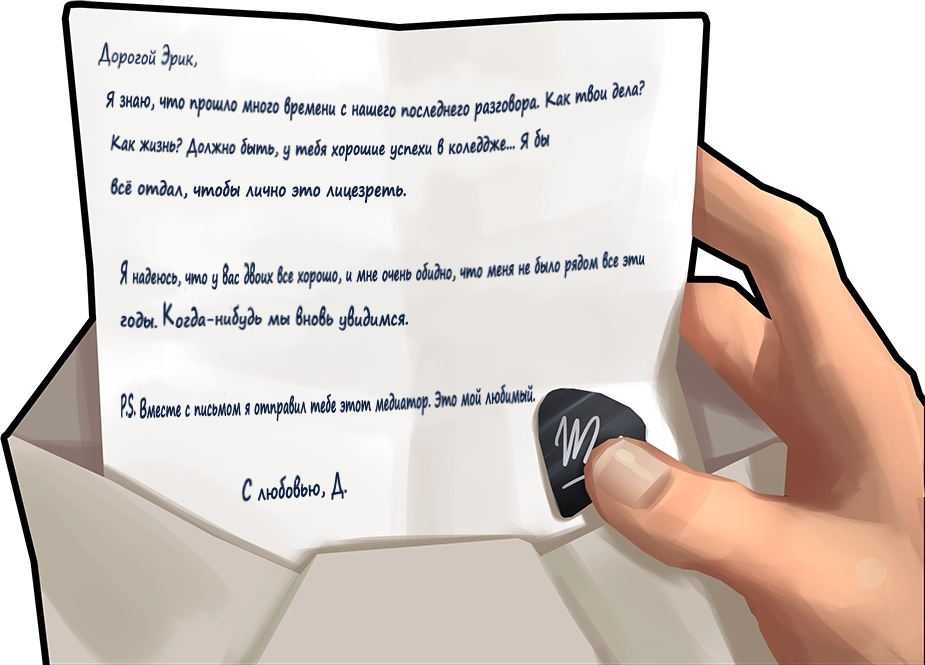 Дорогой Эрик,
Я знаю, что прошло много времени с нашего последнего разговора. Как твои дела?
Как жизнь? Должно быть, у тебя хорошие успехи в колледже... Я бы
всё отдал, чтобы лично это лицезреть.
Я надеюсь, что у вас двоих все хорошо, и мне очень обидно, что меня не было рядом все эти
годы. Когда-нибудь мы вновь увидимся.
P.S. Вместе с письмом я отправил тебе этот медиатор. Это мой любимый.
С любовью, Д.